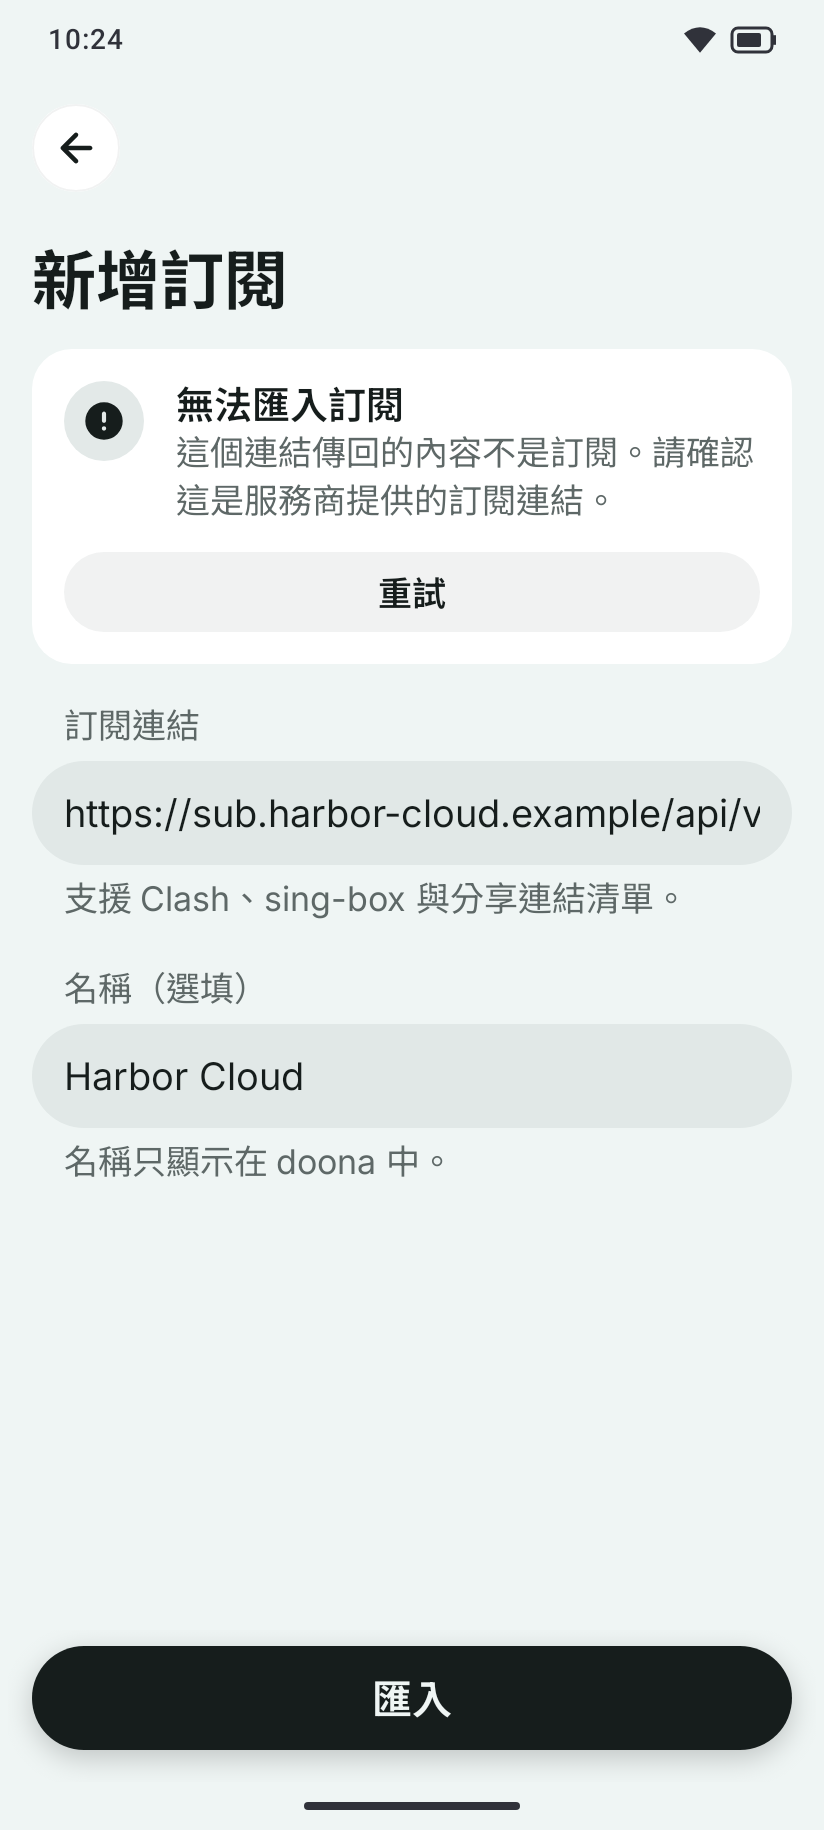 10:24
新增訂閱
無法匯入訂閱
這個連結傳回的內容不是訂閱。請確認
這是服務商提供的訂閱連結。
重試
訂閱連結
https://sub.harbor-cloud.example/api/v
支援 Clash、sing-box 與分享連結清單。
名稱（選填）
Harbor Cloud
名稱只顯示在 doona 中。
匯入